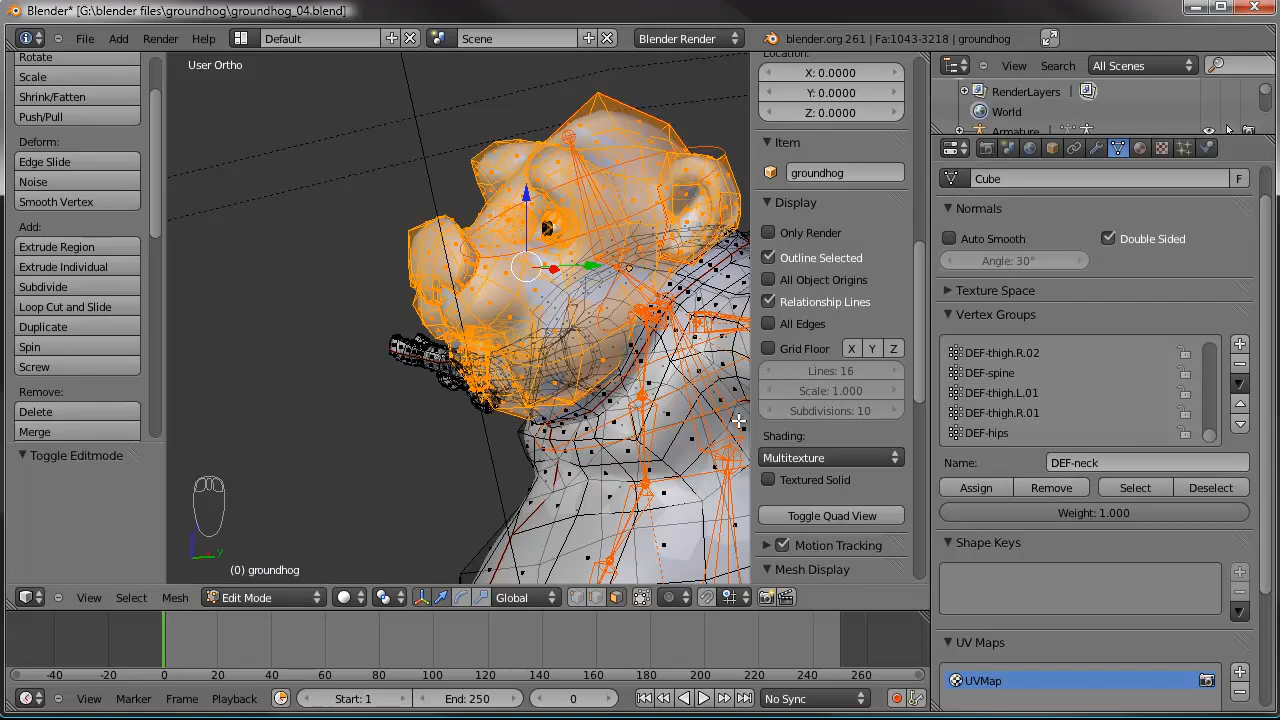 Blender* [G:\blender files\groundhog\groundhog_04.blend]
File Add Render Help Default Scene Blender Render blender.org 261 | Fa:1043-3218 | groundhog
Rotate
Scale
Shrink/Fatten
Push/Pull
Deform:
Edge Slide
Noise
Smooth Vertex
Add:
Extrude Region
Extrude Individual
Subdivide
Loop Cut and Slide
Duplicate
Spin
Screw
Remove:
Delete
Merge
Toggle Editmode
User Ortho
y
(0) groundhog
View Select Mesh Edit Mode Global
Location:
X: 0.0000
Y: 0.0000
Z: 0.0000
Item
groundhog
Display
Only Render
Outline Selected
All Object Origins
Relationship Lines
All Edges
Grid Floor X Y Z
Lines: 16
Scale: 1.000
Subdivisions: 10
Shading:
Multitexture
Textured Solid
Toggle Quad View
Motion Tracking
Mesh Display
View Search All Scenes
RenderLayers
World
Armature
Cube F
Normals
Auto Smooth Double Sided
Angle: 30°
Texture Space
Vertex Groups
DEF-thigh.R.02
DEF-spine
DEF-thigh.L.01
DEF-thigh.R.01
DEF-hips
Name: DEF-neck
Assign Remove Select Deselect
Weight: 1.000
Shape Keys
UV Maps
UVMap
-40 -20 0 20 40 60 80 100 120 140 160 180 200 220 240 260
View Marker Frame Playback Start: 1 End: 250 0 No Sync